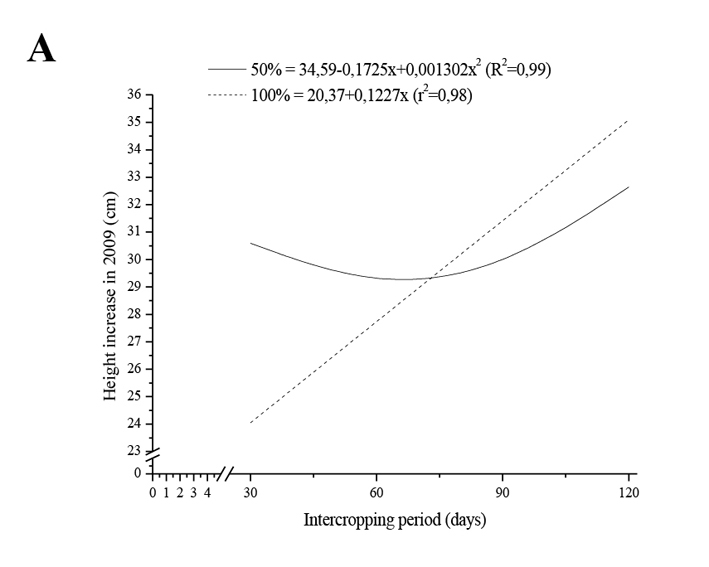 A
50% = 34,59-0,1725x+0,001302x² (R²=0,99)
100% = 20,37+0,1227x (r²=0,98)
36
35
34
33
32
31
30
29
28
27
26
25
24
23
0
Height increase in 2009 (cm)
0 1 2 3 4 30 60 90 120
Intercropping period (days)